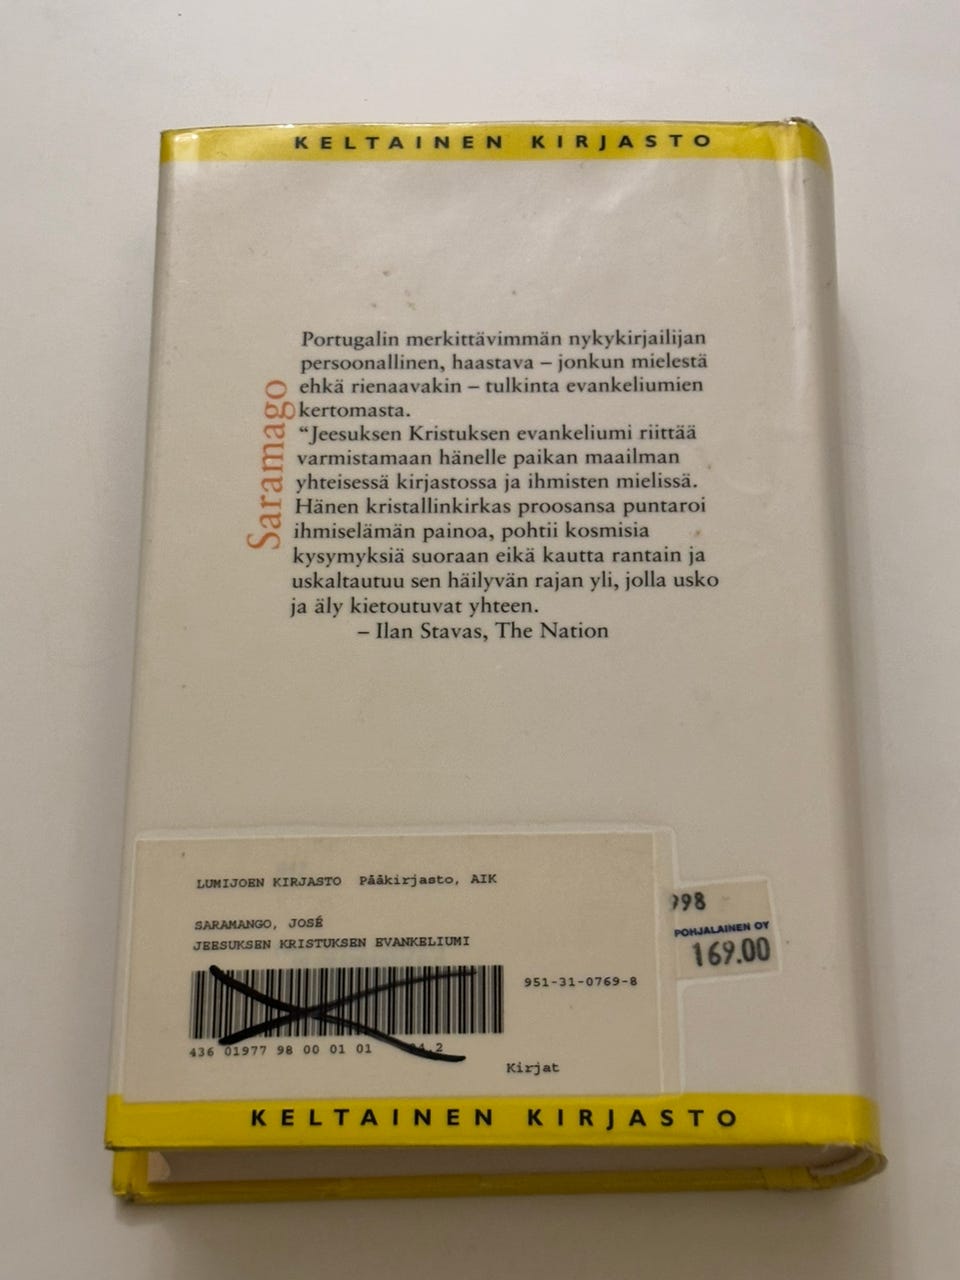 KELTAINEN KIRJASTO
Saramago
Portugalin merkittävimmän nykykirjailijan
persoonallinen, haastava – jonkun mielestä
ehkä rienaavakin – tulkinta evankeliumien
kertomasta.
“Jeesuksen Kristuksen evankeliumi riittää
varmistamaan hänelle paikan maailman
yhteisessä kirjastossa ja ihmisten mielissä.
Hänen kristallinkirkas proosansa puntaroi
ihmiselämän painoa, pohtii kosmisia
kysymyksiä suoraan eikä kautta rantain ja
uskaltautuu sen häilyvän rajan yli, jolla usko
ja äly kietoutuvat yhteen.
– Ilan Stavas, The Nation
LUMIJOEN KIRJASTO Pääkirjasto, AIK
SARAMANGO, JOSÉ
JEESUKSEN KRISTUKSEN EVANKELIUMI
951-31-0769-8
436 01977 98 00 01 01
Kirjat
998
POHJALAINEN OY
169.00
KELTAINEN KIRJASTO